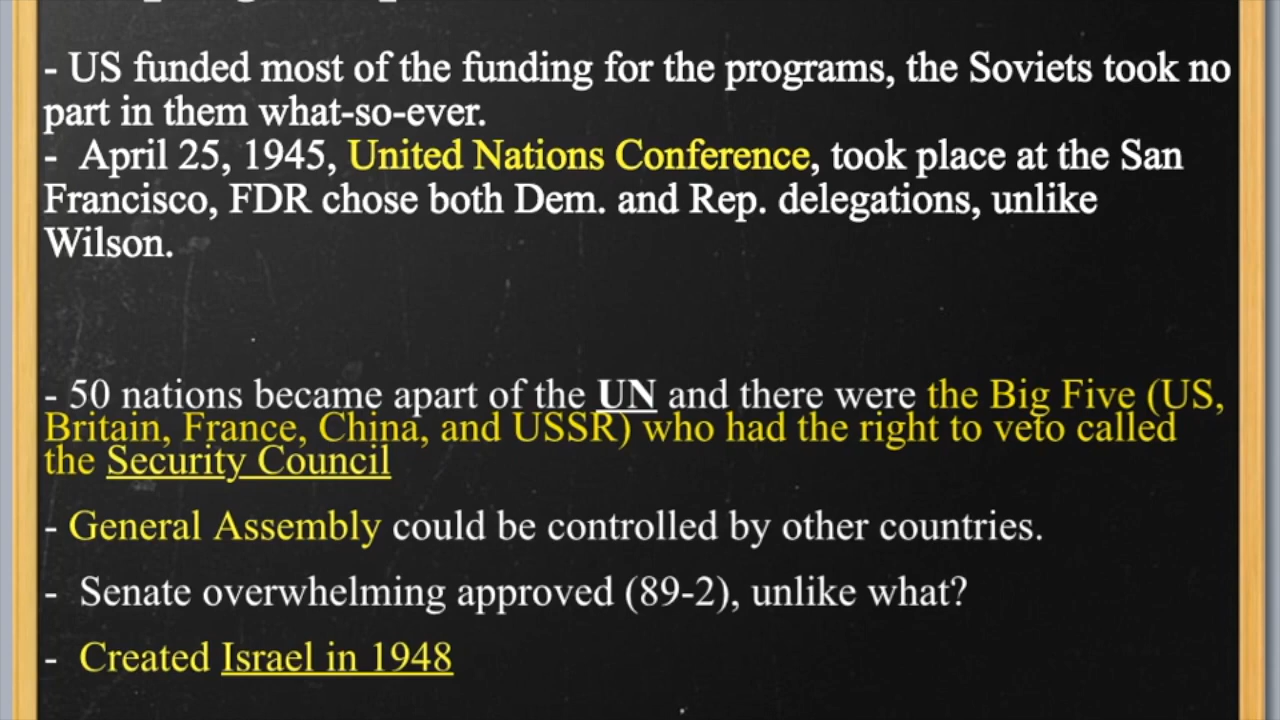 - US funded most of the funding for the programs, the Soviets took no
part in them what-so-ever.
- April 25, 1945, United Nations Conference, took place at the San
Francisco, FDR chose both Dem. and Rep. delegations, unlike
Wilson.
- 50 nations became apart of the UN and there were the Big Five (US,
Britain, France, China, and USSR) who had the right to veto called
the Security Council
- General Assembly could be controlled by other countries.
- Senate overwhelming approved (89-2), unlike what?
- Created Israel in 1948